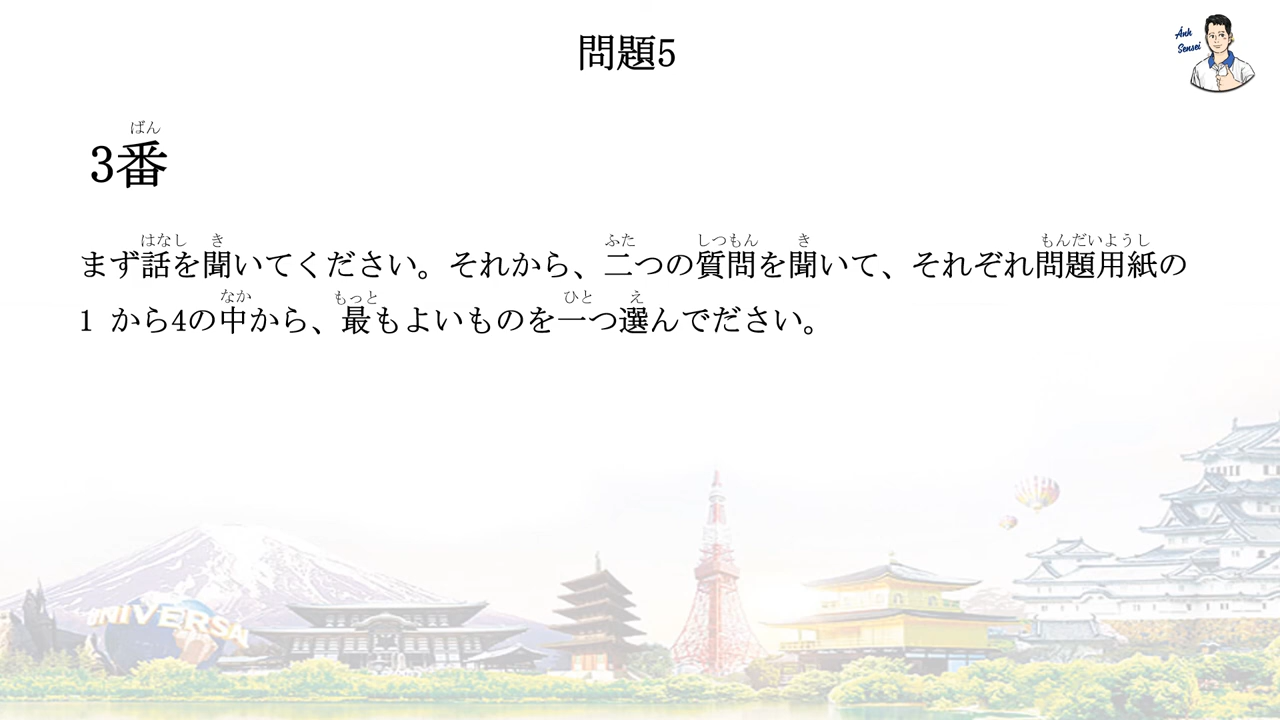 問題5
Ánh
Sensei
ばん
3番
はなし き ふた しつもん き もんだいようし
まず話を聞いてください。それから、二つの質問を聞いて、それぞれ問題用紙の
なか もっと ひと え
1 から4の中から、最もよいものを一つ選んでださい。
UNIVERSAL